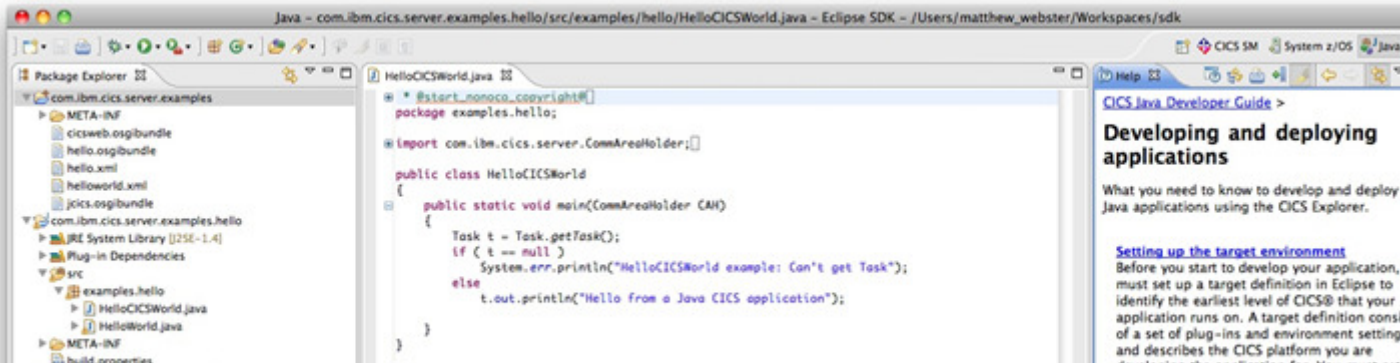 Java – com.ibm.cics.server.examples.hello/src/examples/hello/HelloCICSWorld.java – Eclipse SDK – /Users/matthew_webster/Workspaces/sdk
CICS SM System z/OS Java
Package Explorer
com.ibm.cics.server.examples
META-INF
cicsweb.osgibundle
hello.osgibundle
hello.xml
helloworld.xml
jcics.osgibundle
com.ibm.cics.server.examples.hello
JRE System Library [J2SE-1.4]
Plug-in Dependencies
src
examples.hello
HelloCICSWorld.java
HelloWorld.java
META-INF
build.properties
HelloCICSWorld.java
* @start_nonoco_copyright@
package examples.hello;
import com.ibm.cics.server.CommAreaHolder;
public class HelloCICSWorld
{
public static void main(CommAreaHolder CAH)
{
Task t = Task.getTask();
if ( t == null )
System.err.println("HelloCICSWorld example: Can't get Task");
else
t.out.println("Hello from a Java CICS application");
}
}
Help
CICS Java Developer Guide >
Developing and deploying
applications
What you need to know to develop and deploy
Java applications using the CICS Explorer.
Setting up the target environment
Before you start to develop your application,
must set up a target definition in Eclipse to
identify the earliest level of CICS® that your
application runs on. A target definition consi
of a set of plug-ins and environment setting
and describes the CICS platform you are